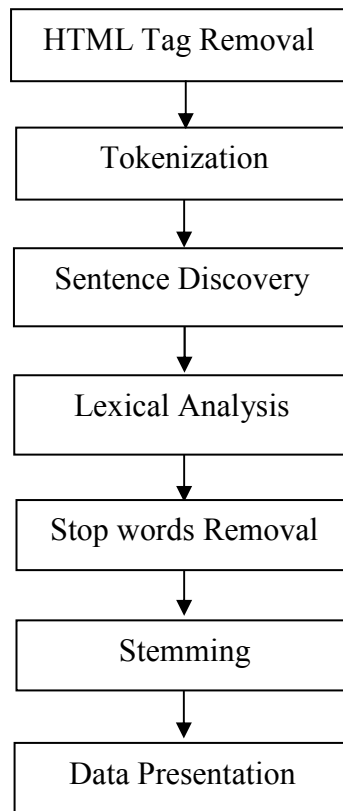 HTML Tag Removal
Tokenization
Sentence Discovery
Lexical Analysis
Stop words Removal
Stemming
Data Presentation